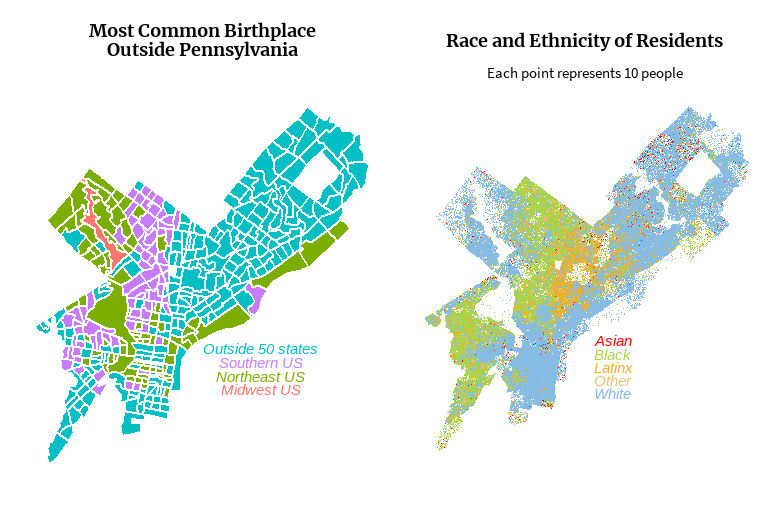 Most Common Birthplace
Outside Pennsylvania
Race and Ethnicity of Residents
Each point represents 10 people
Outside 50 states
Southern US
Northeast US
Midwest US
Asian
Black
Latinx
Other
White